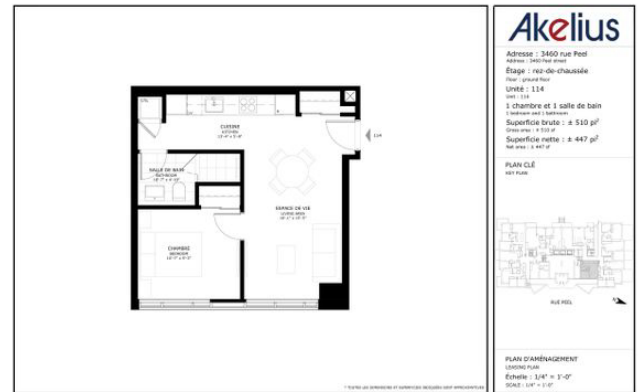 Akelius
Adresse : 3460 rue Peel
Address : 3460 Peel street
Étage : rez-de-chaussée
Floor : ground floor
Unité : 114
Unit : 114
1 chambre et 1 salle de bain
1 bedroom and 1 bathroom
Superficie brute : ± 510 pi²
Gross area : ± 510 sf
Superficie nette : ± 447 pi²
Net area : ± 447 sf
PLAN CLÉ
KEY PLAN
RUE PEEL
N
PLAN D'AMÉNAGEMENT
LEASING PLAN
Échelle : 1/4" = 1'-0"
SCALE : 1/4" = 1'-0"
CUISINE
KITCHEN
114
SALLE DE BAIN
BATHROOM
ESPACE DE VIE
LIVING AREA
CHAMBRE
BEDROOM